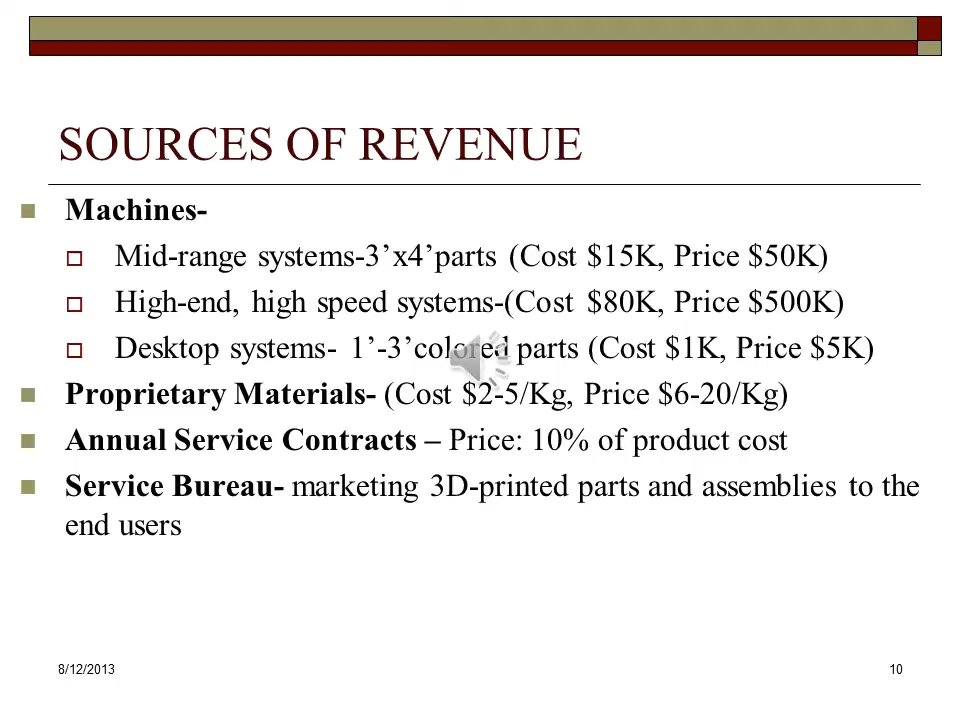 SOURCES OF REVENUE
Machines-
Mid-range systems-3’x4’parts (Cost $15K, Price $50K)
High-end, high speed systems-(Cost $80K, Price $500K)
Desktop systems- 1’-3’colored parts (Cost $1K, Price $5K)
Proprietary Materials- (Cost $2-5/Kg, Price $6-20/Kg)
Annual Service Contracts – Price: 10% of product cost
Service Bureau- marketing 3D-printed parts and assemblies to the
end users
8/12/2013
10